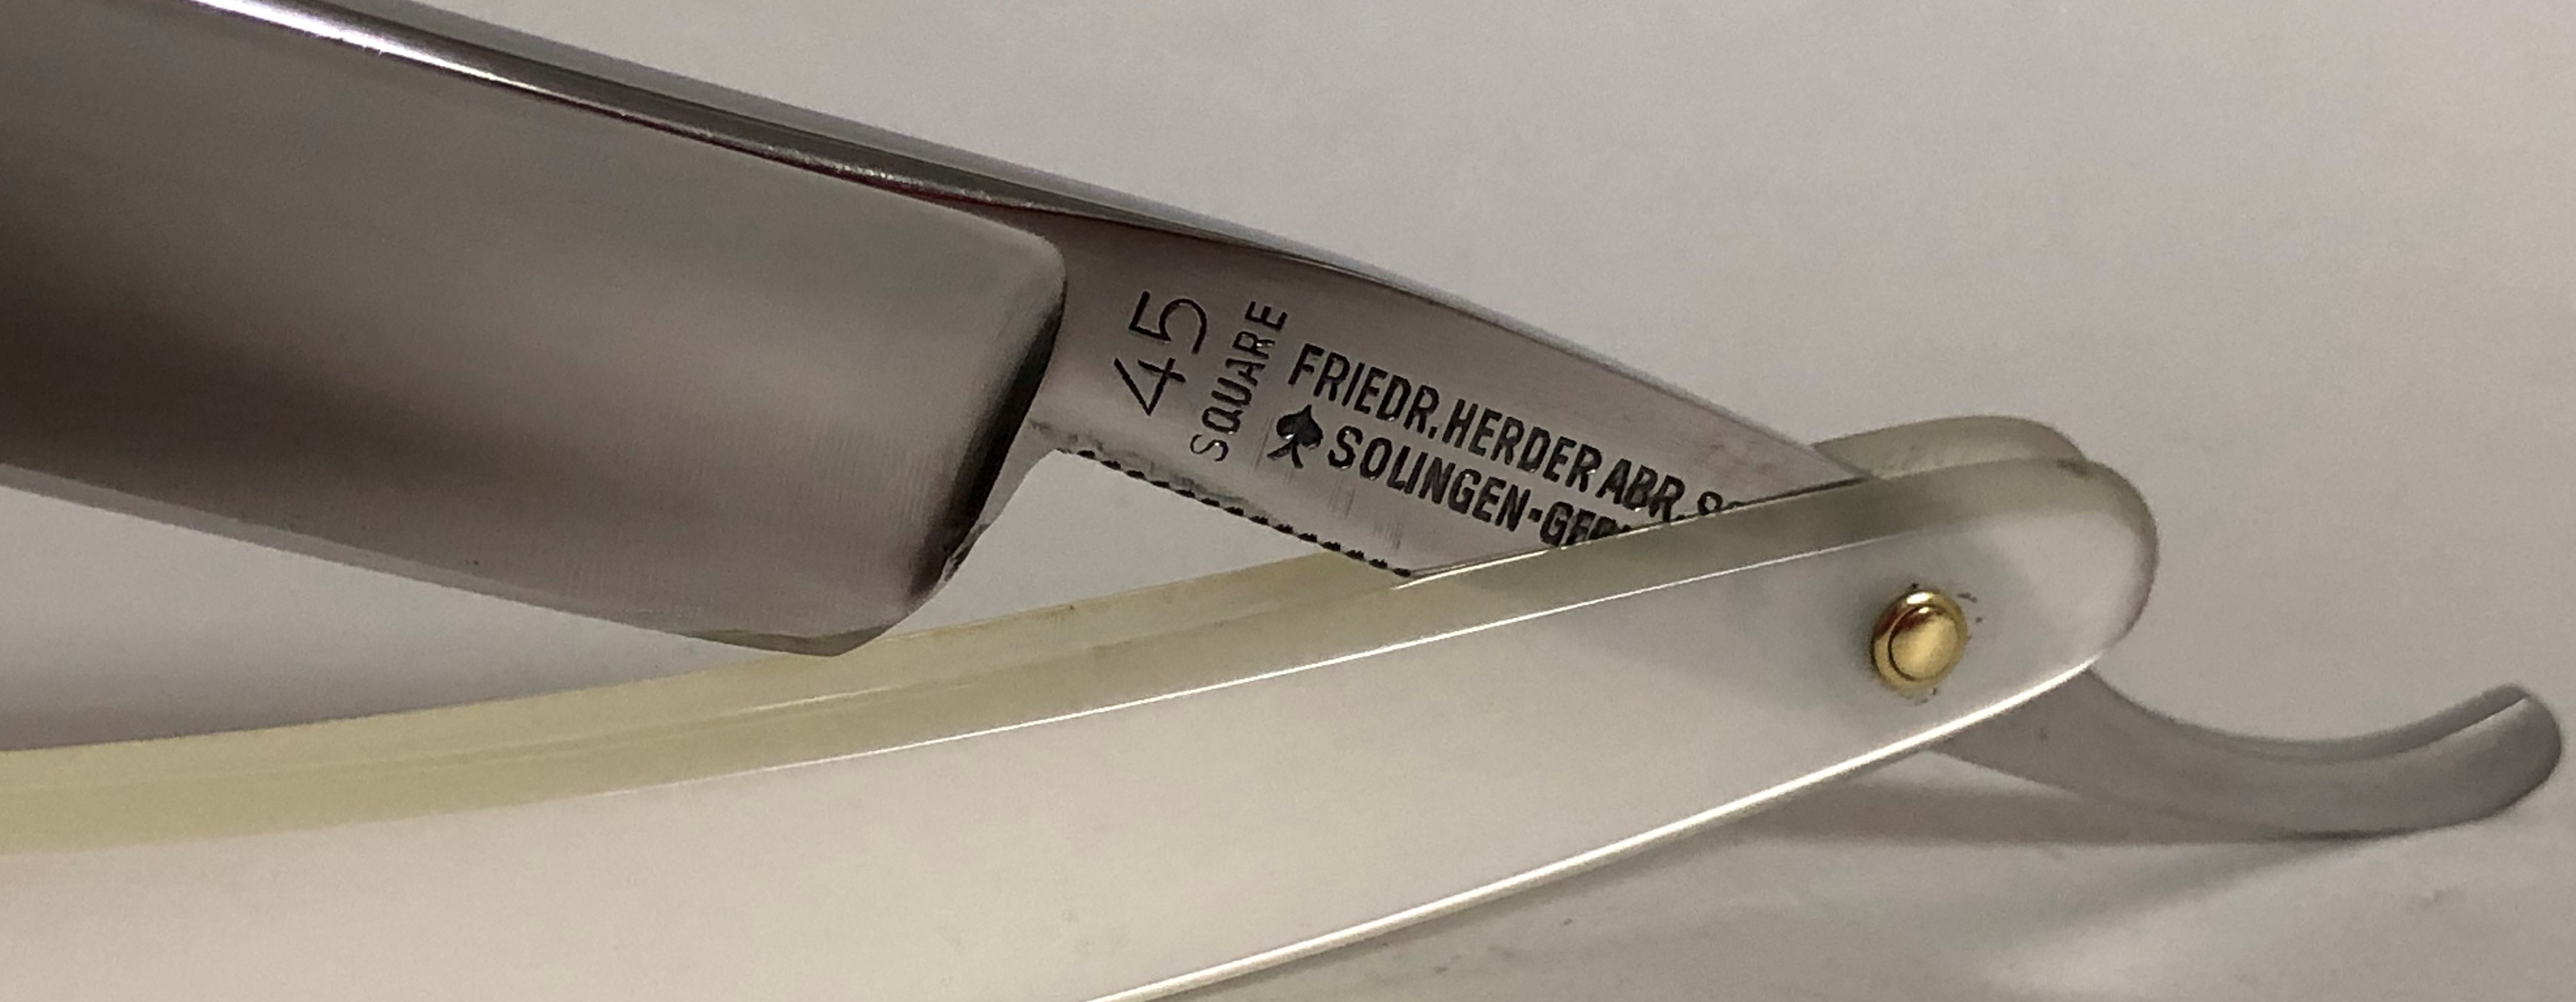 45
SQUARE
FRIEDR. HERDER ABR.
SOLINGEN-